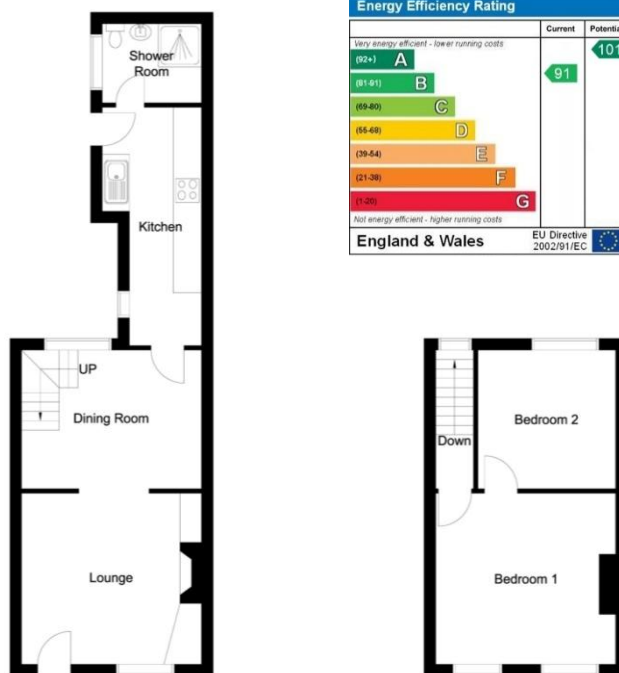 Energy Efficiency Rating
Current
Very energy efficient - lower running costs
(92+) A
(81-91) B
(69-80) C
(55-68) D
(39-54) E
(21-38) F
(1-20) G
91
101
Not energy efficient - higher running costs
England & Wales
EU Directive
2002/91/EC
Shower
Room
Kitchen
UP
Dining Room
Lounge
Down
Bedroom 2
Bedroom 1